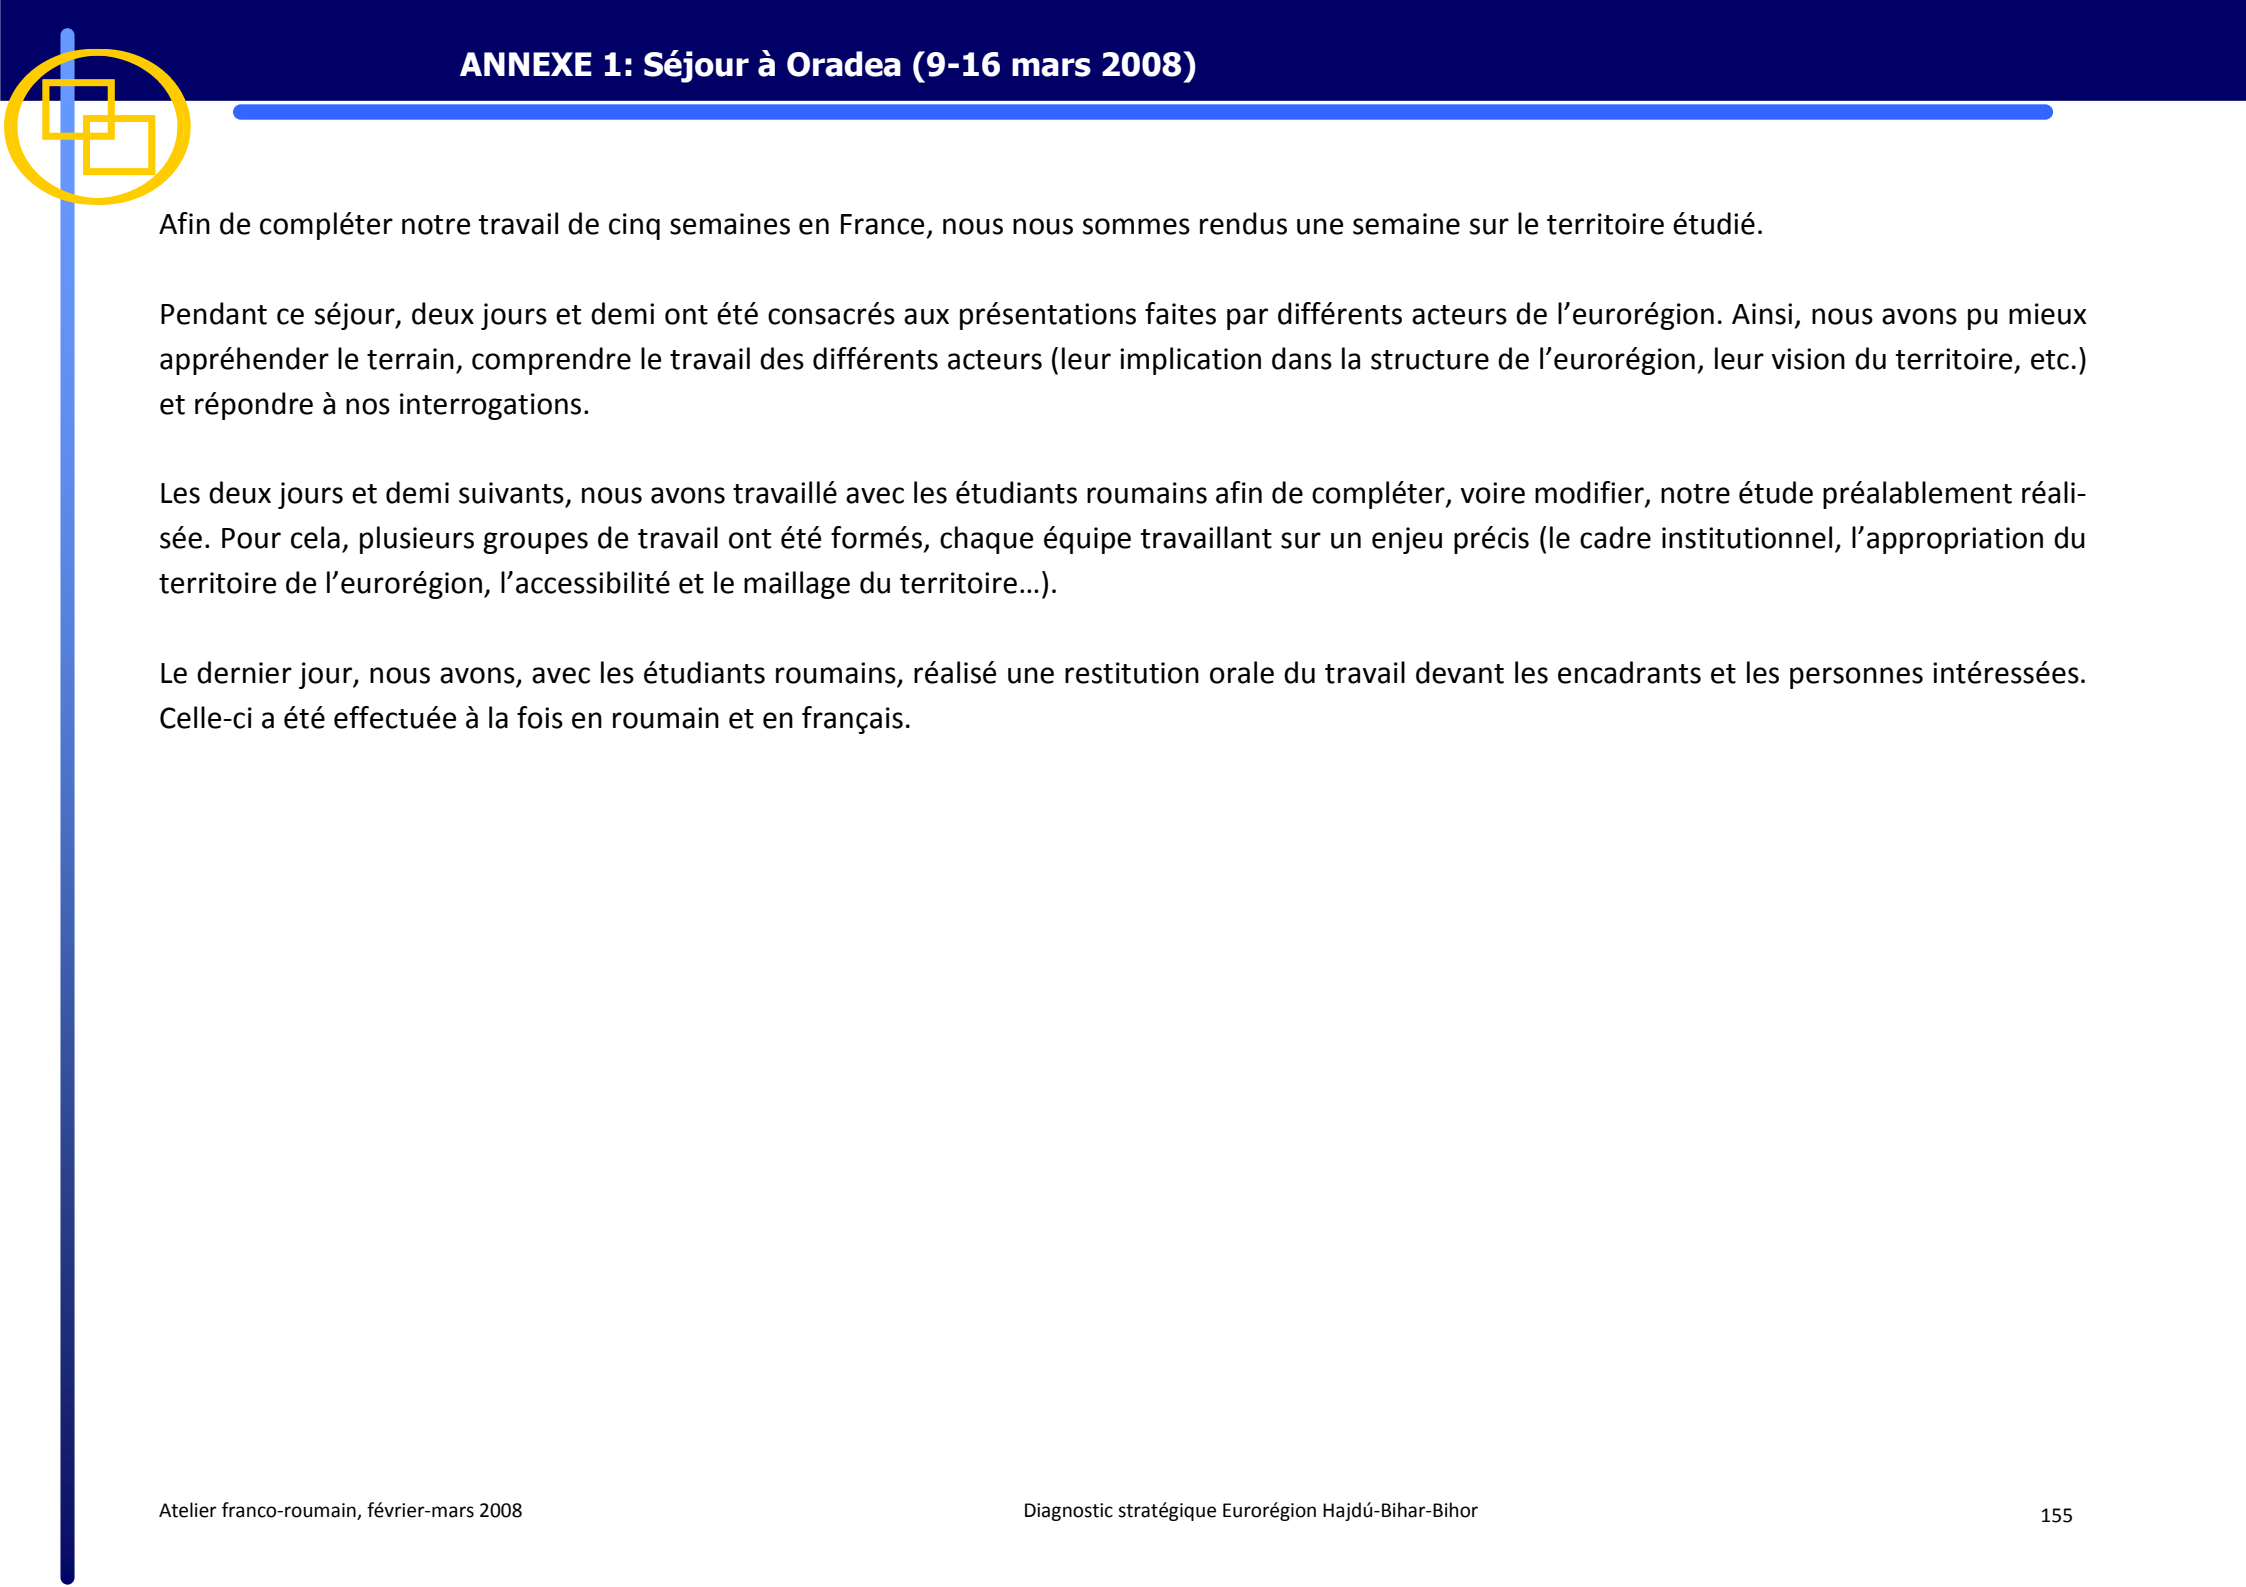 ANNEXE 1: Séjour à Oradea (9-16 mars 2008)
Afin de compléter notre travail de cinq semaines en France, nous nous sommes rendus une semaine sur le territoire étudié.
Pendant ce séjour, deux jours et demi ont été consacrés aux présentations faites par différents acteurs de l’eurorégion. Ainsi, nous avons pu mieux
appréhender le terrain, comprendre le travail des différents acteurs (leur implication dans la structure de l’eurorégion, leur vision du territoire, etc.)
et répondre à nos interrogations.
Les deux jours et demi suivants, nous avons travaillé avec les étudiants roumains afin de compléter, voire modifier, notre étude préalablement réali-
sée. Pour cela, plusieurs groupes de travail ont été formés, chaque équipe travaillant sur un enjeu précis (le cadre institutionnel, l’appropriation du
territoire de l’eurorégion, l’accessibilité et le maillage du territoire…).
Le dernier jour, nous avons, avec les étudiants roumains, réalisé une restitution orale du travail devant les encadrants et les personnes intéressées.
Celle-ci a été effectuée à la fois en roumain et en français.
Atelier franco-roumain, février-mars 2008
Diagnostic stratégique Eurorégion Hajdú-Bihar-Bihor
155